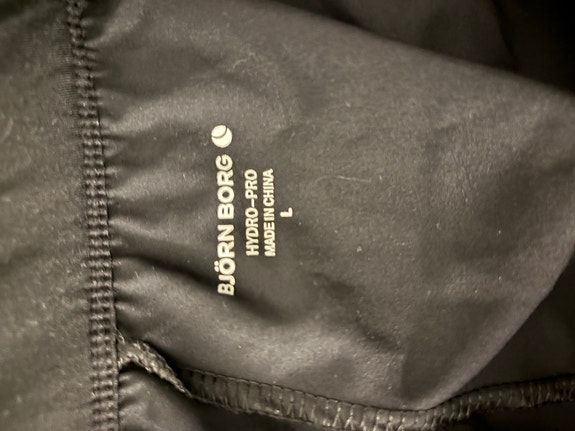 BJÖRN BORG
HYDRO-PRO
MADE IN CHINA
L